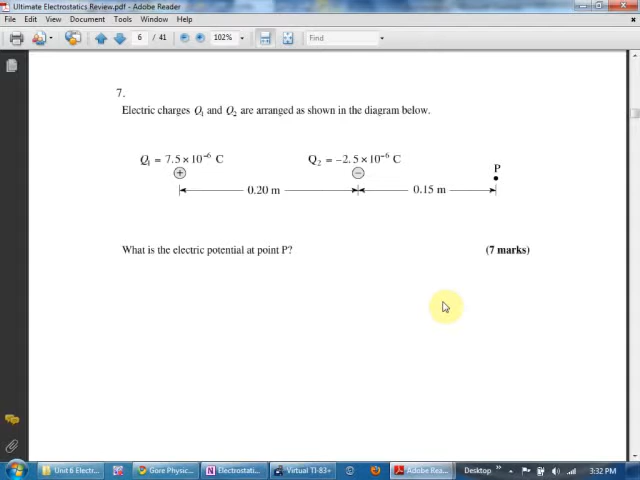 Ultimate Electrostatics Review.pdf - Adobe Reader
File Edit View Document Tools Window Help
6 / 41 102% Find
7.
Electric charges Q₁ and Q₂ are arranged as shown in the diagram below.
Q₁ = 7.5×10⁻⁶ C Q₂ = −2.5×10⁻⁶ C
P
+ −
0.20 m 0.15 m
What is the electric potential at point P? (7 marks)
Unit 6 Electr... Gore Physic... Electrostati... Virtual TI-83+ Adobe Rea... Desktop » 3:32 PM